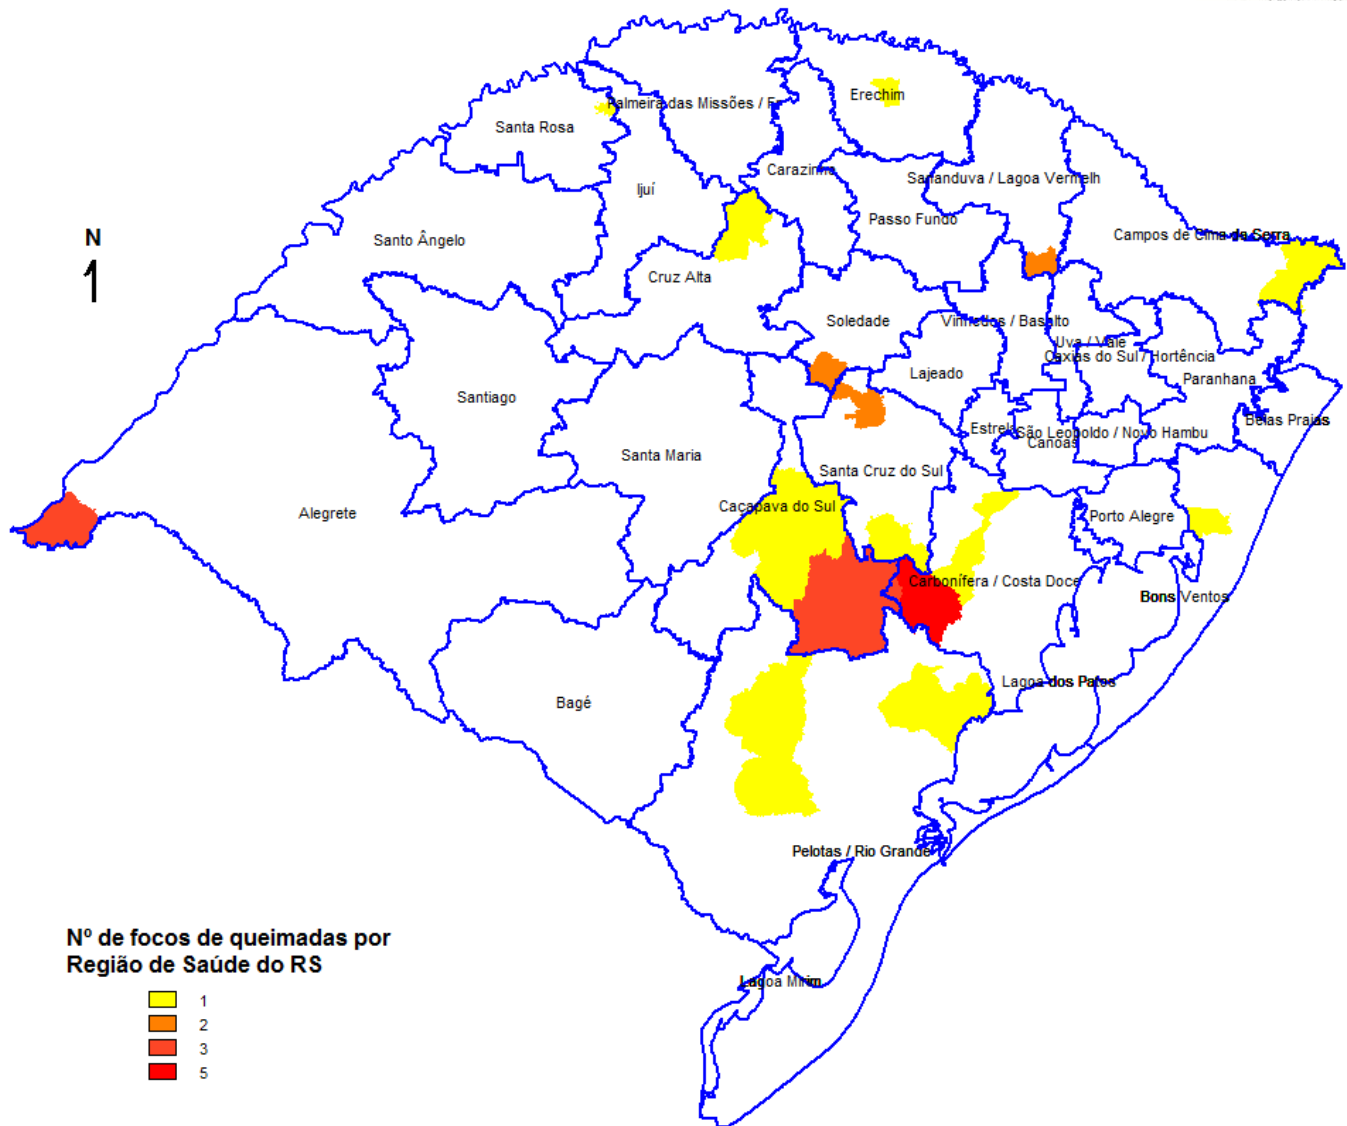 Erechim
Palmeira das Missões / F
Santa Rosa
Carazinho
Sananduva / Lagoa Vermelh
Ijuí
Passo Fundo
N
Santo Ângelo
Campos de Cima da Serra
Cruz Alta
Soledade
Vinhedos / Basalto
Uva / Vale
Caxias do Sul / Hortência
Lajeado
Paranhana
Santiago
Belas Praias
Estrela
São Leopoldo / Novo Hambu
Canoas
Santa Maria
Santa Cruz do Sul
Caçapava do Sul
Alegrete
Porto Alegre
Carbonífera / Costa Doce
Bons Ventos
Lagoa dos Patos
Bagé
Pelotas / Rio Grande
Nº de focos de queimadas por
Região de Saúde do RS
Lagoa Mirim
1
2
3
5